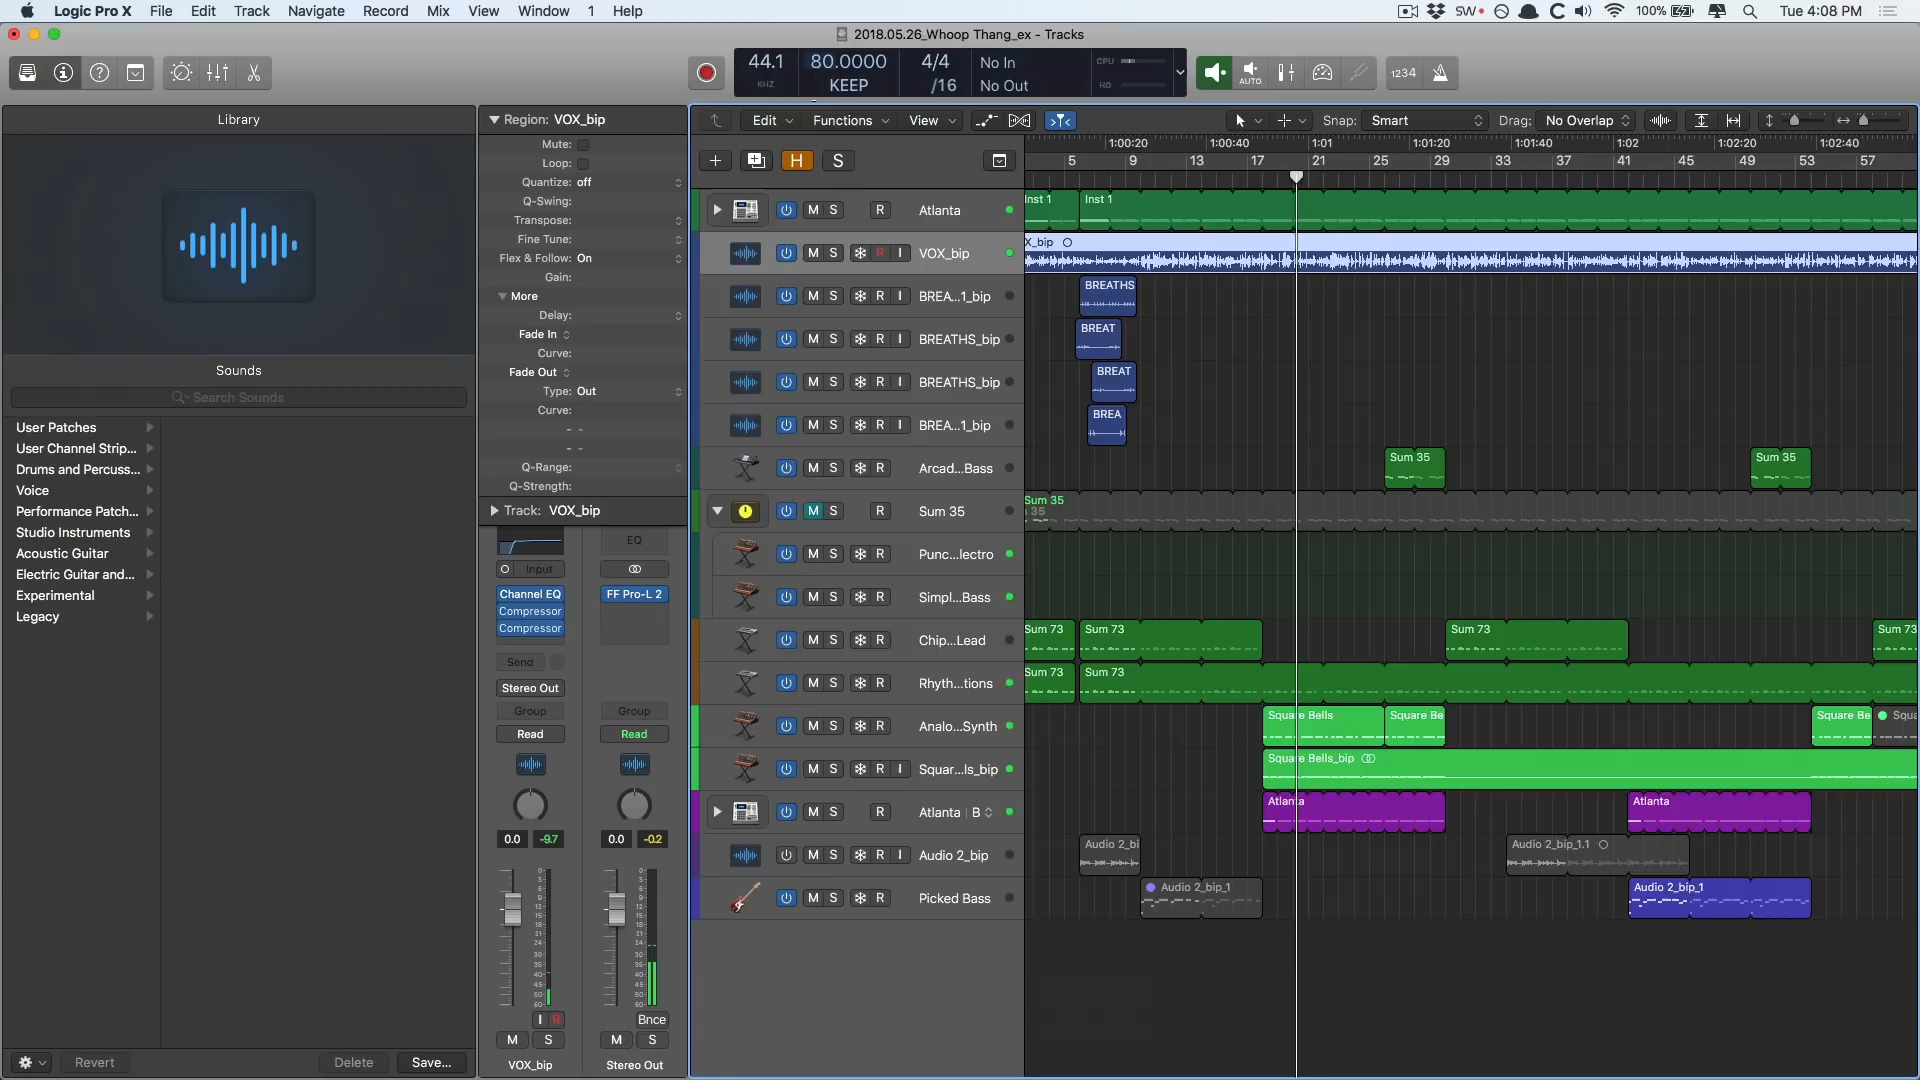 Logic Pro X File Edit Track Navigate Record Mix View Window 1 Help
SW 100% Tue 4:08 PM
2018.05.26_Whoop Thang_ex - Tracks
44.1 80.0000 4/4 No In CPU
KHZ KEEP /16 No Out HD
AUTO 1234
Library
Region: VOX_bip
Edit Functions View Snap: Smart Drag: No Overlap
Mute:
Loop:
Quantize: off
Q-Swing:
Transpose:
Fine Tune:
Flex & Follow: On
Gain:
More
Delay:
Fade In
Curve:
Fade Out
Type: Out
Curve:
- -
- -
Q-Range:
Q-Strength:
Track: VOX_bip
Sounds
Search Sounds
User Patches
User Channel Strip...
Drums and Percuss...
Voice
Performance Patch...
Studio Instruments
Acoustic Guitar
Electric Guitar and...
Experimental
Legacy
Revert Delete Save...
EQ
Input
Channel EQ FF Pro-L 2
Compressor
Compressor
Send
Stereo Out
Group Group
Read Read
0.0 -9.7 0.0 -0.2
I R Bnce
M S M S
VOX_bip Stereo Out
H S
1:00:20 1:00:40 1:01 1:01:20 1:01:40 1:02 1:02:20 1:02:40
5 9 13 17 21 25 29 33 37 41 45 49 53 57
M S R Atlanta Inst 1 Inst 1
M S R I VOX_bip X_bip
M S R I BREA...1_bip BREATHS
M S R I BREATHS_bip BREAT
M S R I BREATHS_bip BREAT
M S R I BREA...1_bip BREA
M S R Arcad...Bass Sum 35 Sum 35
M S R Sum 35 Sum 35
35
M S R Punc...lectro
M S R Simpl...Bass
M S R Chip...Lead Sum 73 Sum 73 Sum 73 Sum 73
M S R Rhyth...tions Sum 73 Sum 73
M S R Analo...Synth Square Bells Square Be Square Be Squa
M S R I Squar...ls_bip Square Bells_bip
M S R Atlanta B Atlanta Atlanta
M S R I Audio 2_bip Audio 2_bi Audio 2_bip_1.1
M S R Picked Bass Audio 2_bip_1 Audio 2_bip_1